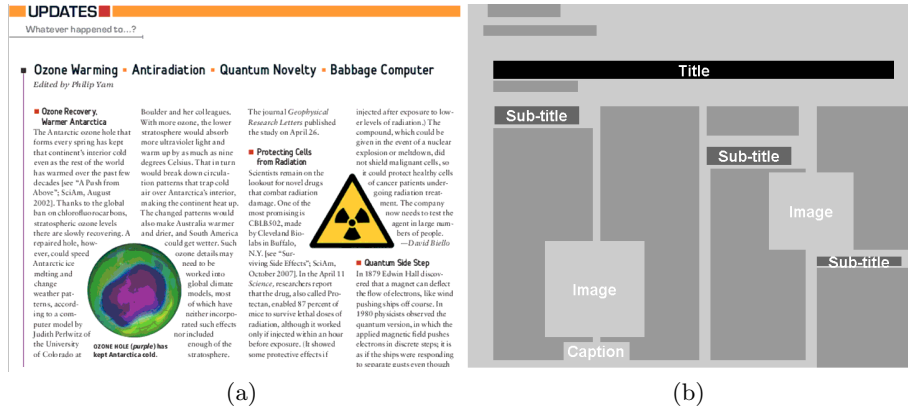 UPDATES
Whatever happened to...?
Ozone Warming ▪ Antiradiation ▪ Quantum Novelty ▪ Babbage Computer
Edited by Philip Yam
■ Ozone Recovery,
Warmer Antarctica
The Antarctic ozone hole that
forms every spring has kept
that continent's interior cold
even as the rest of the world
has warmed over the past few
decades [see "A Push from
Above"; SciAm, August
2002]. Thanks to the global
ban on chlorofluorocarbons,
stratospheric ozone levels
there are slowly recovering. A
repaired hole, how-
ever, could speed
Antarctic ice
melting and
change
weather pat-
terns, accord-
ing to a com-
puter model by
Judith Perlwitz of
the University
of Colorado at
Boulder and her colleagues.
With more ozone, the lower
stratosphere would absorb
more ultraviolet light and
warm up by as much as nine
degrees Celsius. That in turn
would break down circula-
tion patterns that trap cold
air over Antarctica's interior,
making the continent heat up.
The changed patterns would
also make Australia warmer
and drier, and South America
could get wetter. Such
ozone details may
need to be
worked into
global climate
models, most
of which have
neither incorpo-
rated such effects
nor included
enough of the
stratosphere.
OZONE HOLE (purple) has
kept Antarctica cold.
The journal Geophysical
Research Letters published
the study on April 26.
■ Protecting Cells
from Radiation
Scientists remain on the
lookout for novel drugs
that combat radiation
damage. One of the
most promising is
CBLB502, made
by Cleveland Bio-
labs in Buffalo,
N.Y. [see "Sur-
viving Side Effects"; SciAm,
October 2007]. In the April 11
Science, researchers report
that the drug, also called Pro-
tectan, enabled 87 percent of
mice to survive lethal doses of
radiation, although it worked
only if injected within an hour
before exposure. (It showed
some protective effects if
injected after exposure to low-
er levels of radiation.) The
compound, which could be
given in the event of a nuclear
explosion or meltdown, did
not shield malignant cells, so
it could protect healthy cells
of cancer patients under-
going radiation treat-
ment. The company
now needs to test the
agent in large num-
bers of people.
—David Biello
■ Quantum Side Step
In 1879 Edwin Hall discov-
ered that a magnet can deflect
the flow of electrons, like wind
pushing ships off course. In
1980 physicists observed the
quantum version, in which the
applied magnetic field pushes
electrons in discrete steps; it is
as if the ships were responding
to separate gusts even though
(a)
Title
Sub-title
Sub-title
Image
Sub-title
Image
Caption
(b)